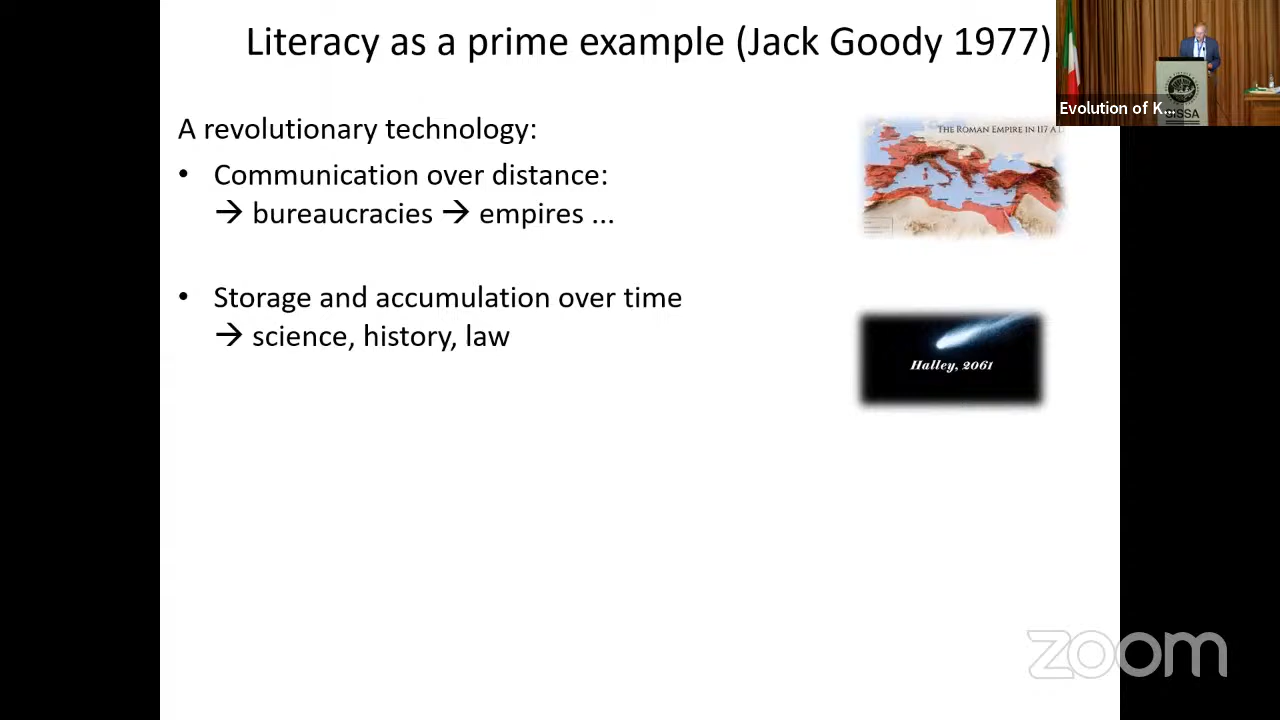 Literacy as a prime example (Jack Goody 1977)
A revolutionary technology:
• Communication over distance:
→ bureaucracies → empires ...
• Storage and accumulation over time
→ science, history, law
THE ROMAN EMPIRE IN 117 A
Halley, 2061
Evolution of K...
SISSA
zoom